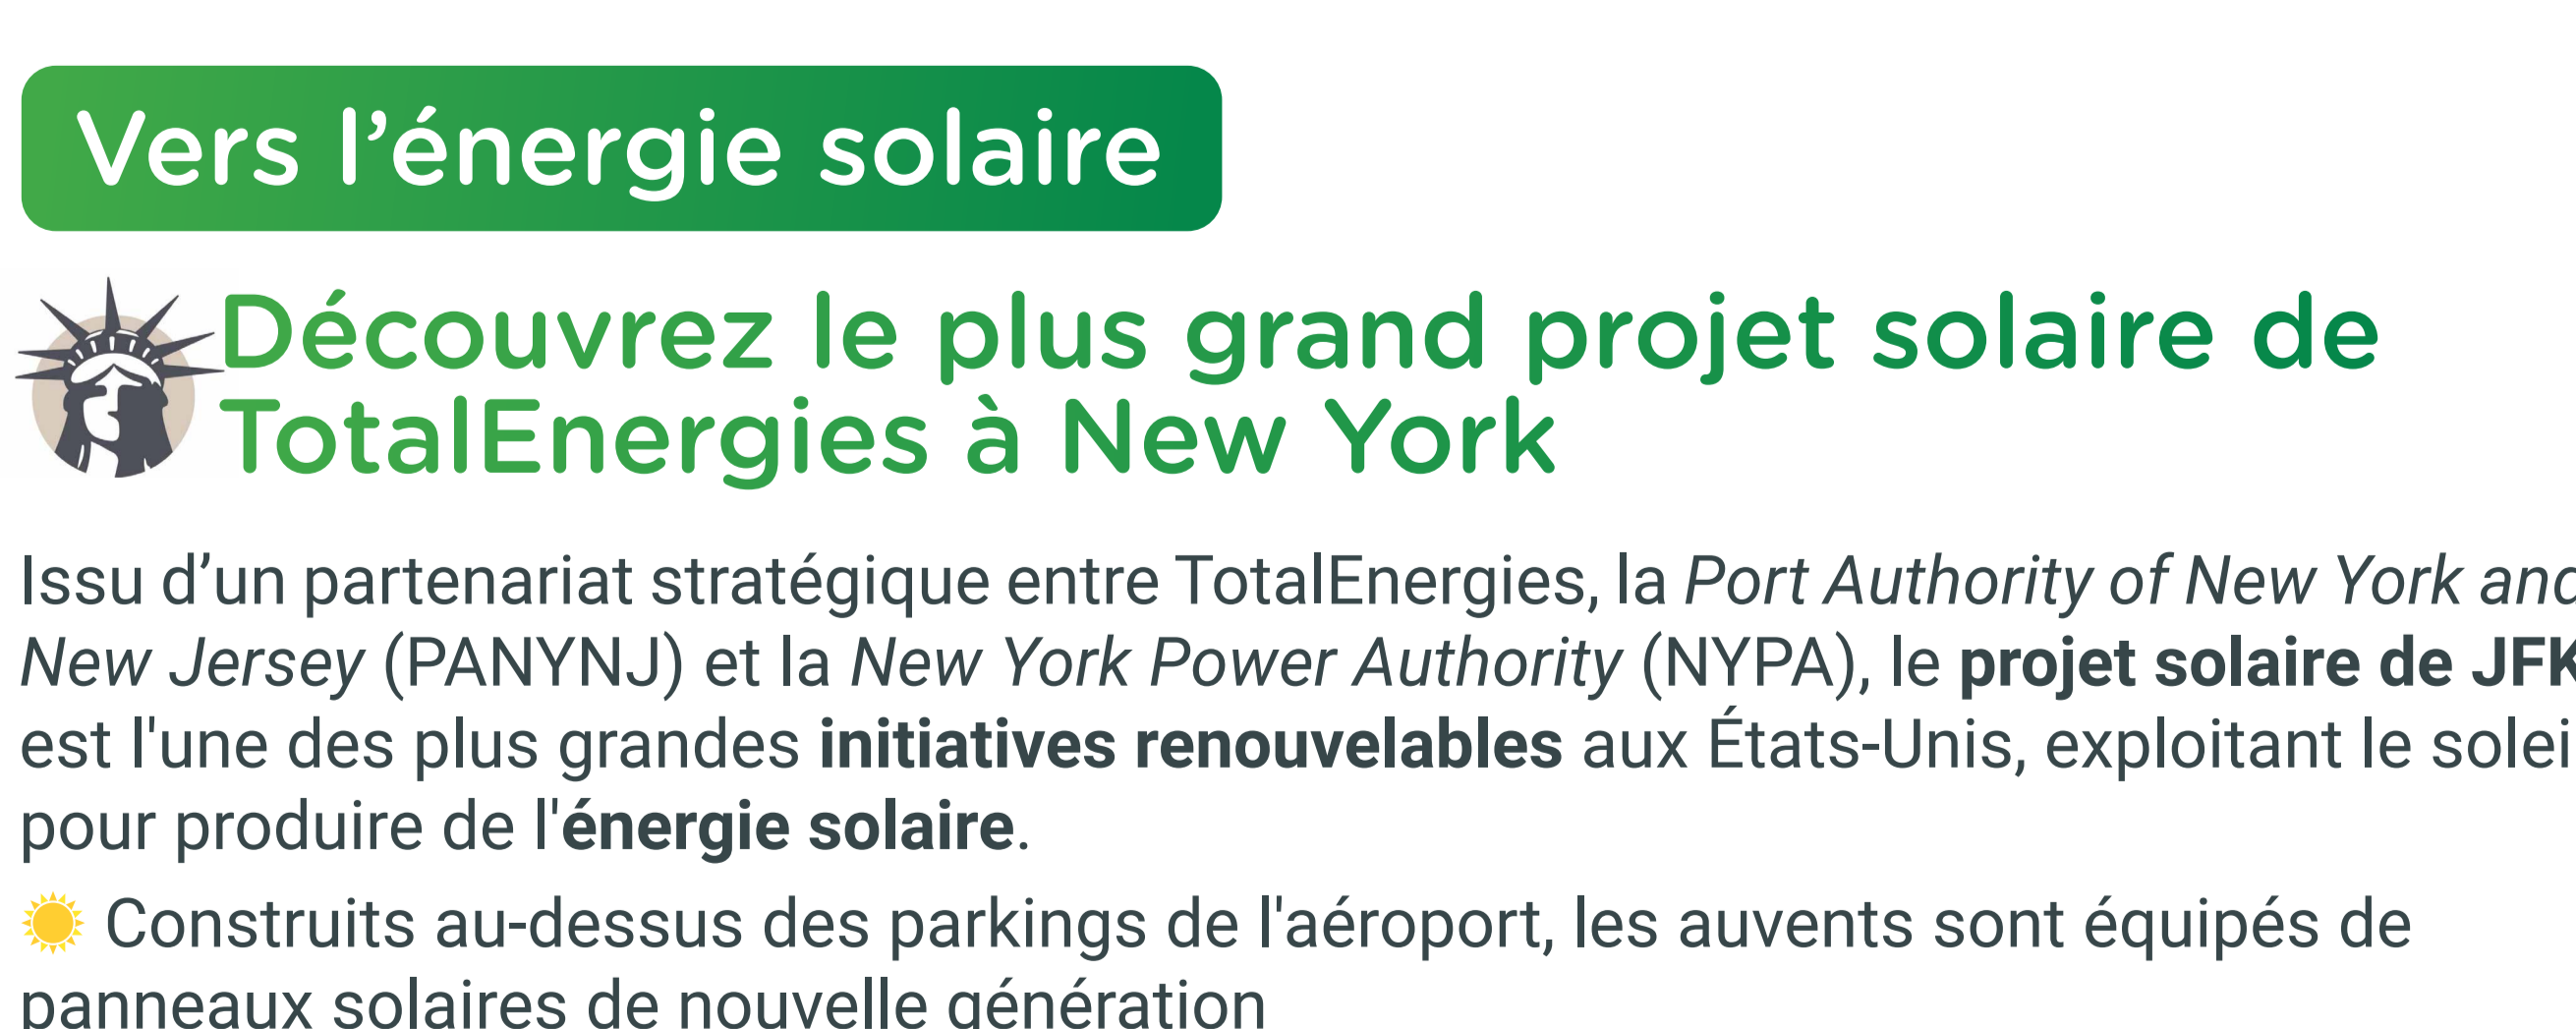 Vers l’énergie solaire
Découvrez le plus grand projet solaire de
TotalEnergies à New York
Issu d’un partenariat stratégique entre TotalEnergies, la Port Authority of New York and
New Jersey (PANYNJ) et la New York Power Authority (NYPA), le projet solaire de JFK
est l'une des plus grandes initiatives renouvelables aux États-Unis, exploitant le solei
pour produire de l'énergie solaire.
Construits au-dessus des parkings de l'aéroport, les auvents sont équipés de
panneaux solaires de nouvelle génération